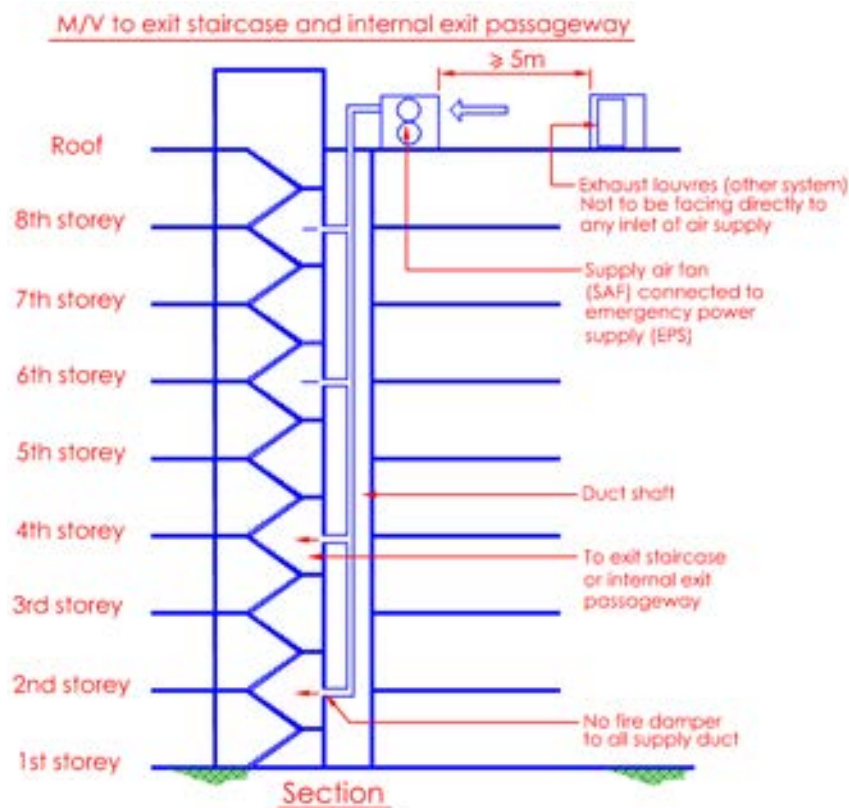 M/V to exit staircase and internal exit passageway
⩾ 5m
Roof
Exhaust louvres (other system)
Not to be facing directly to
any inlet of air supply
8th storey
Supply air fan
(SAF) connected to
emergency power
supply (EPS)
7th storey
6th storey
5th storey
Duct shaft
4th storey
To exit staircase
or internal exit
passageway
3rd storey
2nd storey
No fire damper
to all supply duct
1st storey
Section